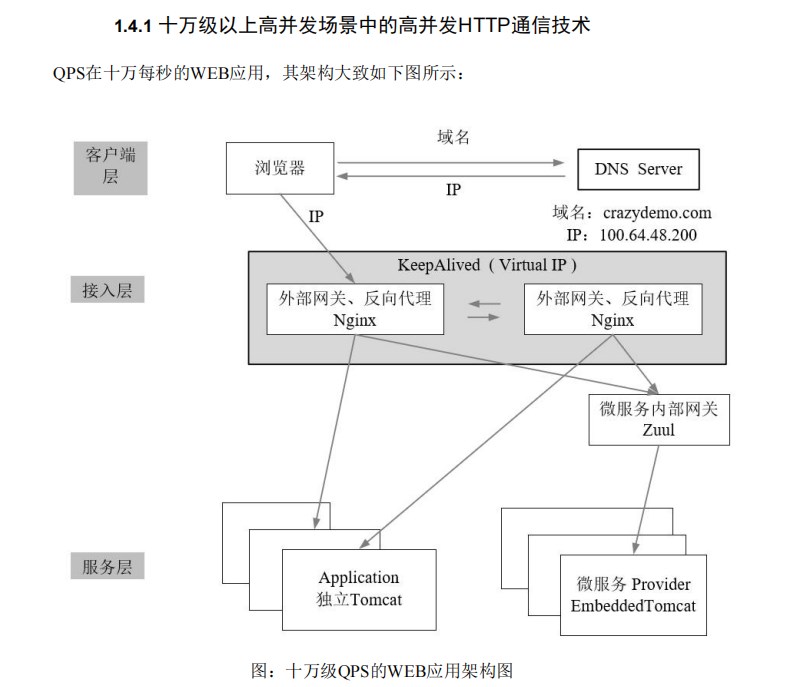 1.4.1 十万级以上高并发场景中的高并发HTTP通信技术
QPS在十万每秒的WEB应用，其架构大致如下图所示：
客户端
层
浏览器
域名
IP
DNS Server
域名：crazydemo.com
IP：100.64.48.200
IP
接入层
KeepAlived（Virtual IP）
外部网关、反向代理
Nginx
外部网关、反向代理
Nginx
微服务内部网关
Zuul
服务层
Application
独立Tomcat
微服务 Provider
EmbeddedTomcat
图：十万级QPS的WEB应用架构图